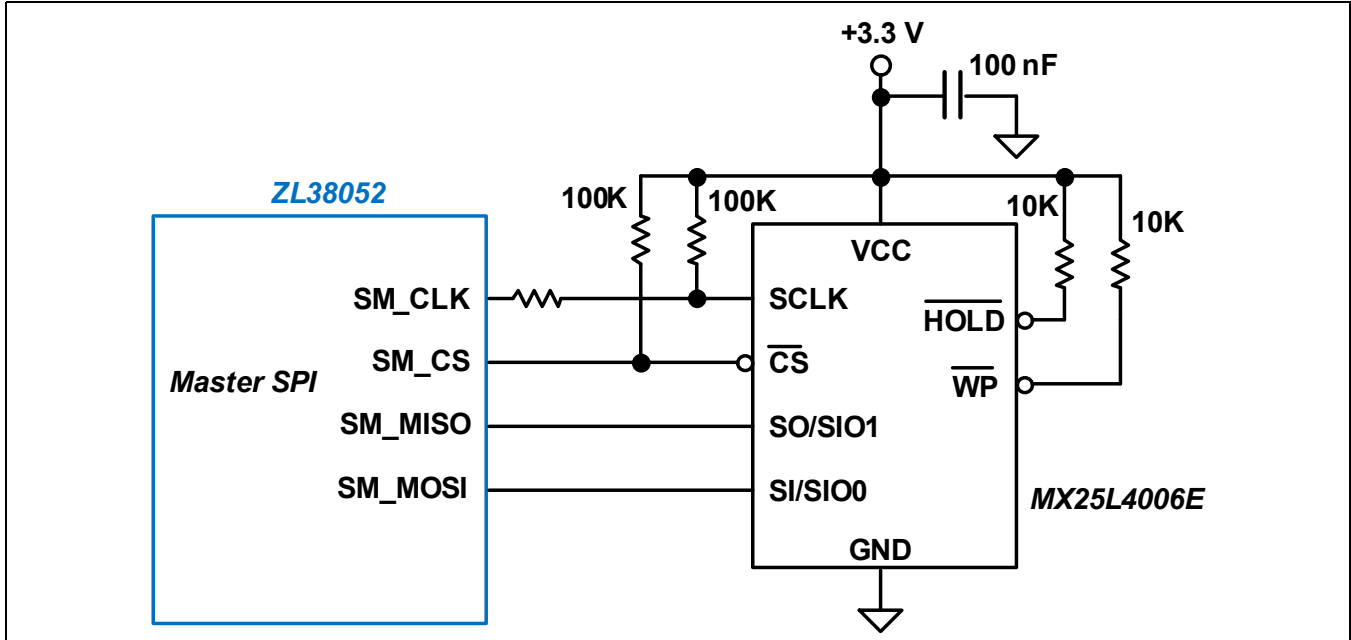 +3.3 V
100 nF
ZL38052
100K
100K
10K
10K
VCC
SM_CLK
SCLK
HOLD
SM_CS
CS
Master SPI
WP
SM_MISO
SO/SIO1
SM_MOSI
SI/SIO0
MX25L4006E
GND